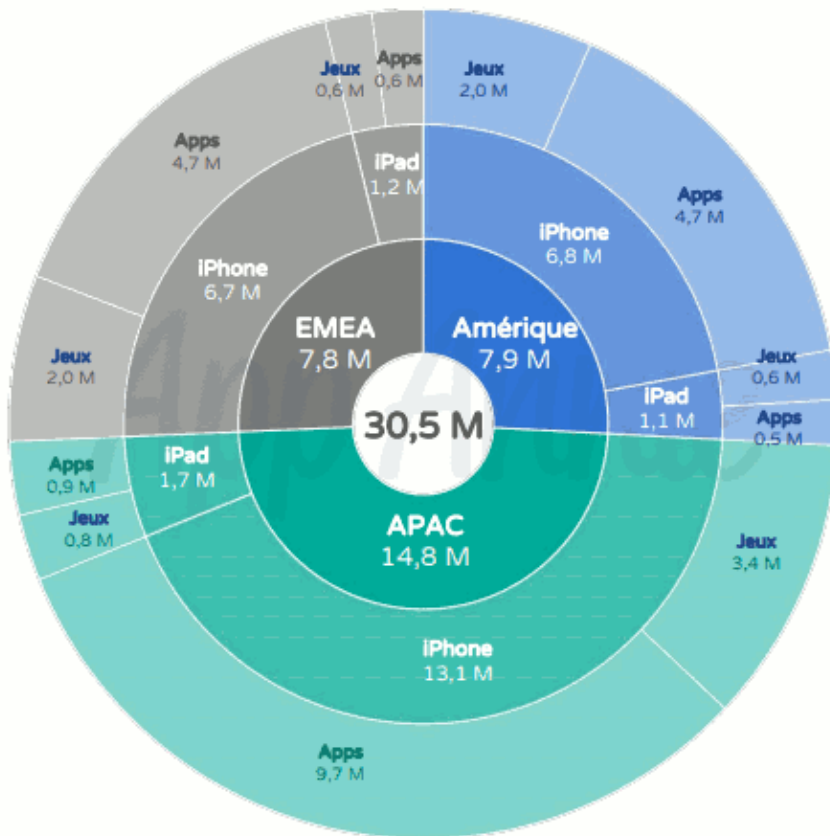 Jeux
0,6 M
Apps
0,6 M
Jeux
2,0 M
Apps
4,7 M
iPad
1,2 M
Apps
4,7 M
iPhone
6,8 M
iPhone
6,7 M
EMEA
7,8 M
Amérique
7,9 M
Jeux
2,0 M
Jeux
0,6 M
iPad
1,1 M
Apps
0,5 M
30,5 M
App Annie
Apps
0,9 M
iPad
1,7 M
Jeux
0,8 M
APAC
14,8 M
Jeux
3,4 M
iPhone
13,1 M
Apps
9,7 M